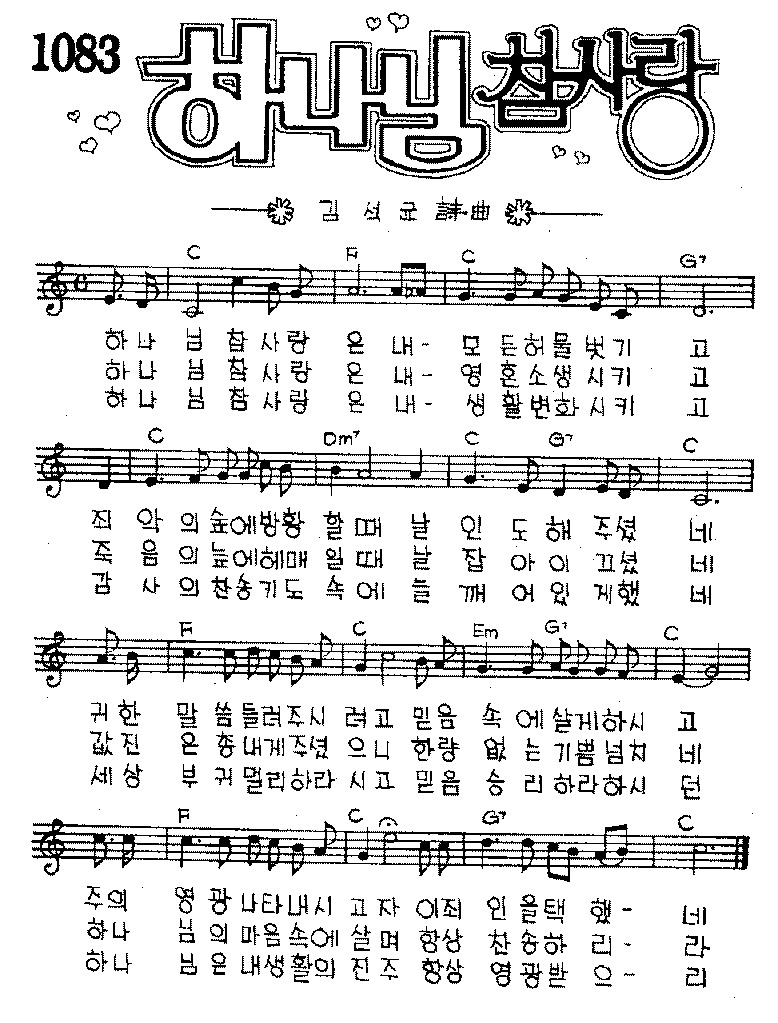 1083
하나님 참사랑
김석균 詩曲
C F C G7
하나 님참사랑 은내- 모든허물벗기 고
하나 님참사랑 은내- 영혼소생시키 고
하나 님참사랑 은내- 생활변화시키 고
C Dm7 C G7 C
죄 악의숲에방황 할때 날 인도해 주셨 네
죽 음의늪에헤매 일때 날 잡아이 끄셨 네
감 사의찬송기도 속에 늘 깨어있 게했 네
F C Em G7 C
귀한 말씀들려주시 려고 믿음 속에살게하시 고
값진 은총내게주셨 으니 한량 없는기쁨넘치 네
세상 부귀멀리하라 시고 믿음 승리하라하시 던
F C G7 C
주의 영광나타내시 고자 이죄 인을택했- 네
하나 님의마음속에 살며 항상 찬송하리- 라
하나 님은내생활의 진주 항상 영광받으- 리